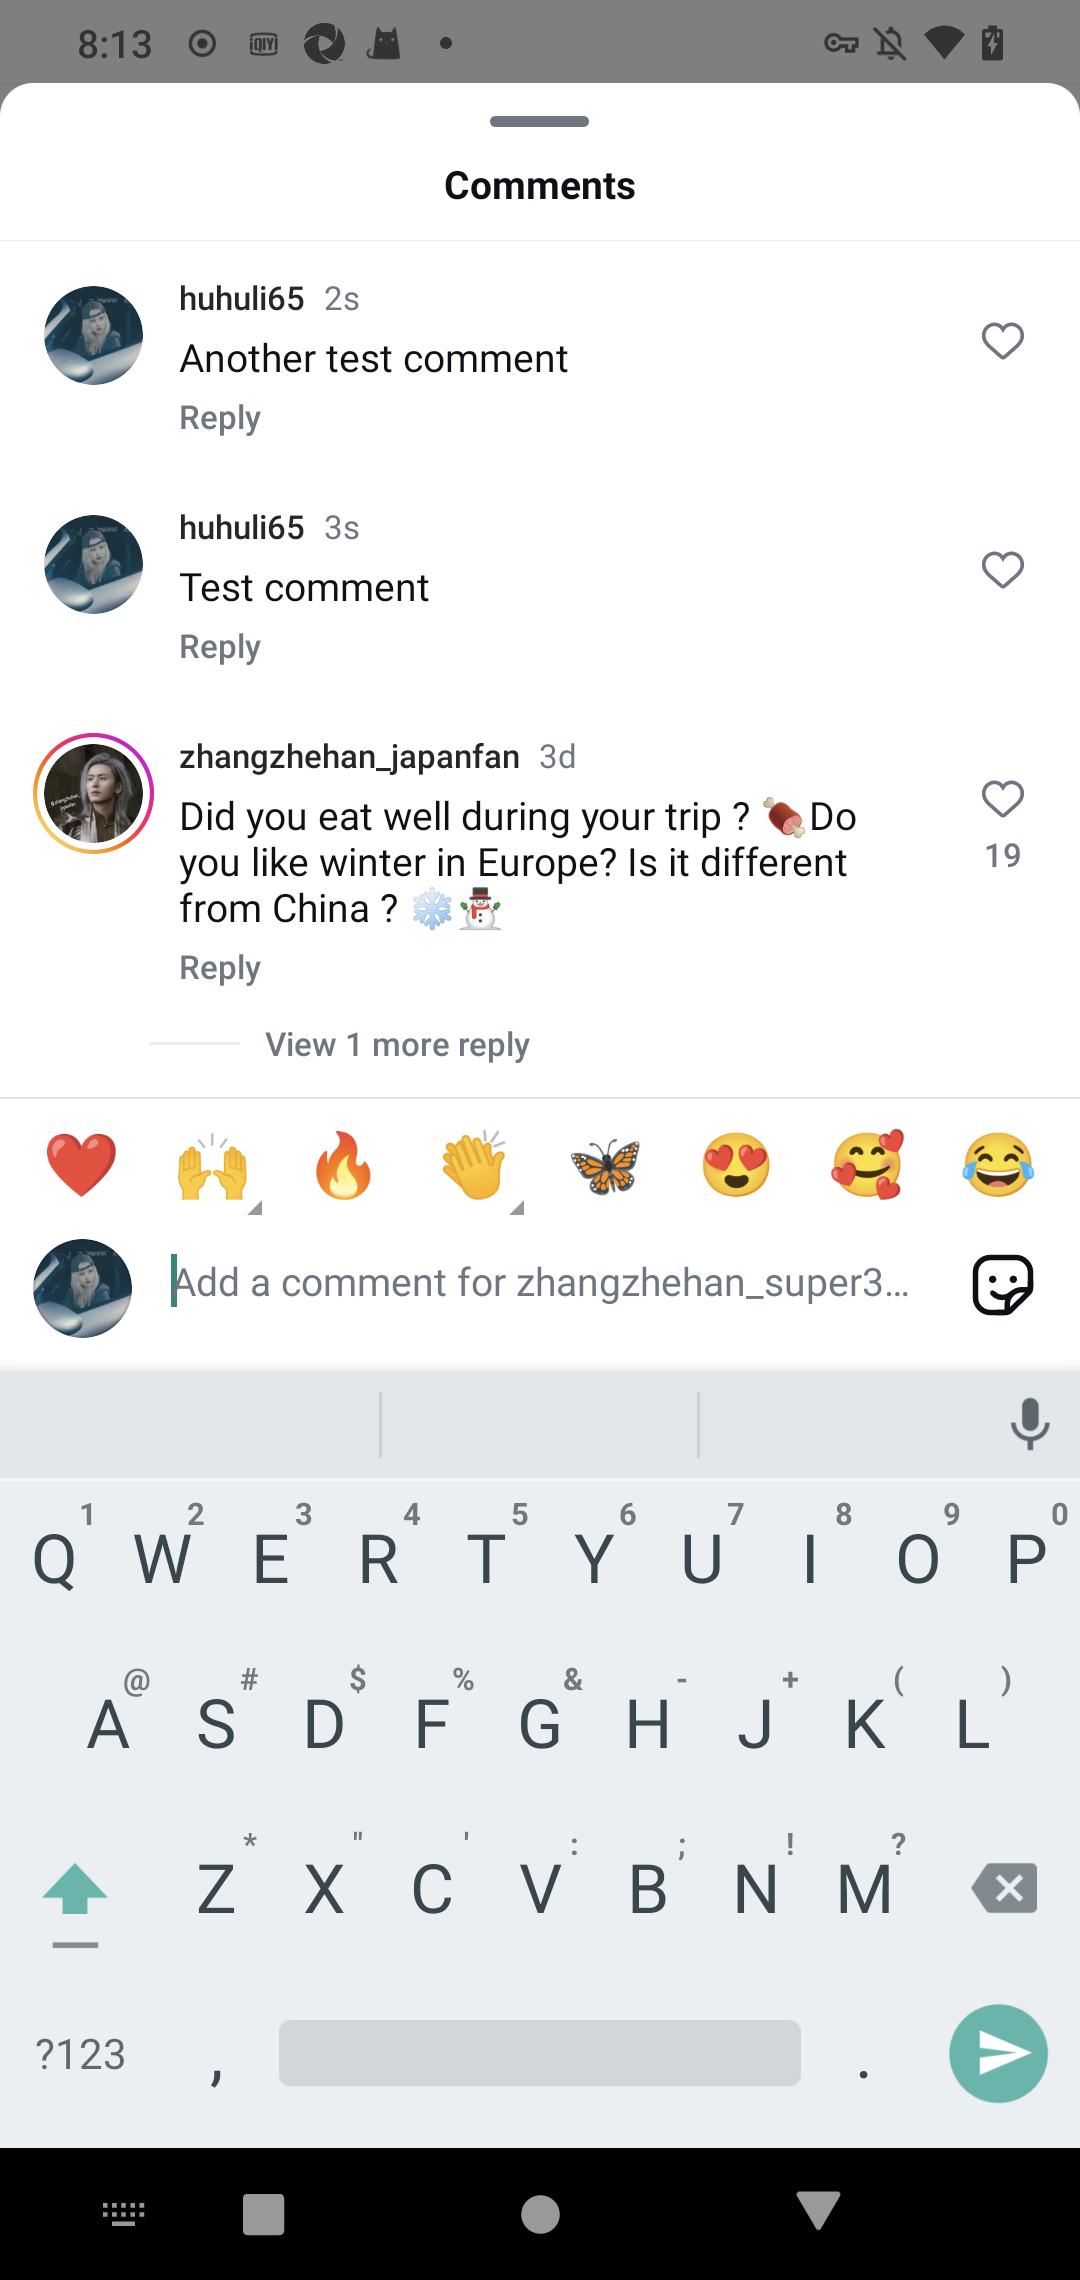 8:13
iQIYI
Comments
huhuli65 2s
Another test comment
Reply
huhuli65 3s
Test comment
Reply
zhangzhehan_japanfan 3d
Did you eat well during your trip ? 🍖Do
you like winter in Europe? Is it different
from China ? ❄️☃️
19
Reply
View 1 more reply
❤️ 🙌 🔥 👏 🦋 😍 🥰 😂
Add a comment for zhangzhehan_super3...
1 2 3 4 5 6 7 8 9 0
Q W E R T Y U I O P
@ # $ % & - + ( )
A S D F G H J K L
* " ' : ; ! ?
Z X C V B N M
?123 , .